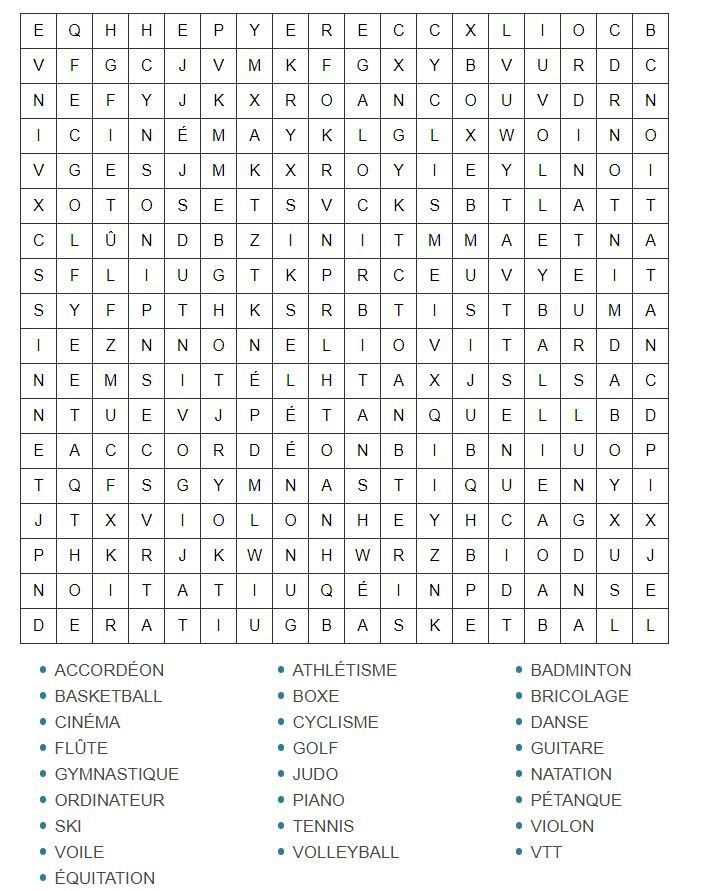 E Q H H E P Y E R E C C X L I O C B
V F G C J V M K F G X Y B V U R D C
N E F Y J K X R O A N C O U V D R N
I C I N É M A Y K L G L X W O I N O
V G E S J M K X R O Y I E Y L N O I
X O T O S E T S V C K S B T L A T T
C L Û N D B Z I N I T M M A E T N A
S F L I U G T K P R C E U V Y E I T
S Y F P T H K S R B T I S T B U M A
I E Z N N O N E L I O V I T A R D N
N E M S I T É L H T A X J S L S A C
N T U E V J P É T A N Q U E L L B D
E A C C O R D É O N B I B N I U O P
T Q F S G Y M N A S T I Q U E N Y I
J T X V I O L O N H E Y H C A G X X
P H K R J K W N H W R Z B I O D U J
N O I T A T I U Q É I N P D A N S E
D E R A T I U G B A S K E T B A L L
• ACCORDÉON • ATHLÉTISME • BADMINTON
• BASKETBALL • BOXE • BRICOLAGE
• CINÉMA • CYCLISME • DANSE
• FLÛTE • GOLF • GUITARE
• GYMNASTIQUE • JUDO • NATATION
• ORDINATEUR • PIANO • PÉTANQUE
• SKI • TENNIS • VIOLON
• VOILE • VOLLEYBALL • VTT
• ÉQUITATION